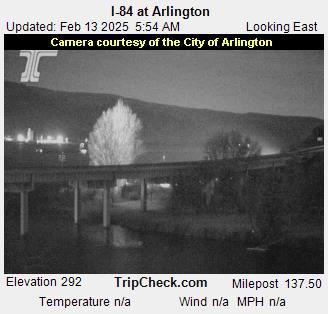 I-84 at Arlington
Updated: Feb 13 2025 5:54 AM Looking East
Camera courtesy of the City of Arlington
Elevation 292 TripCheck.com Milepost 137.50
Temperature n/a Wind n/a MPH n/a